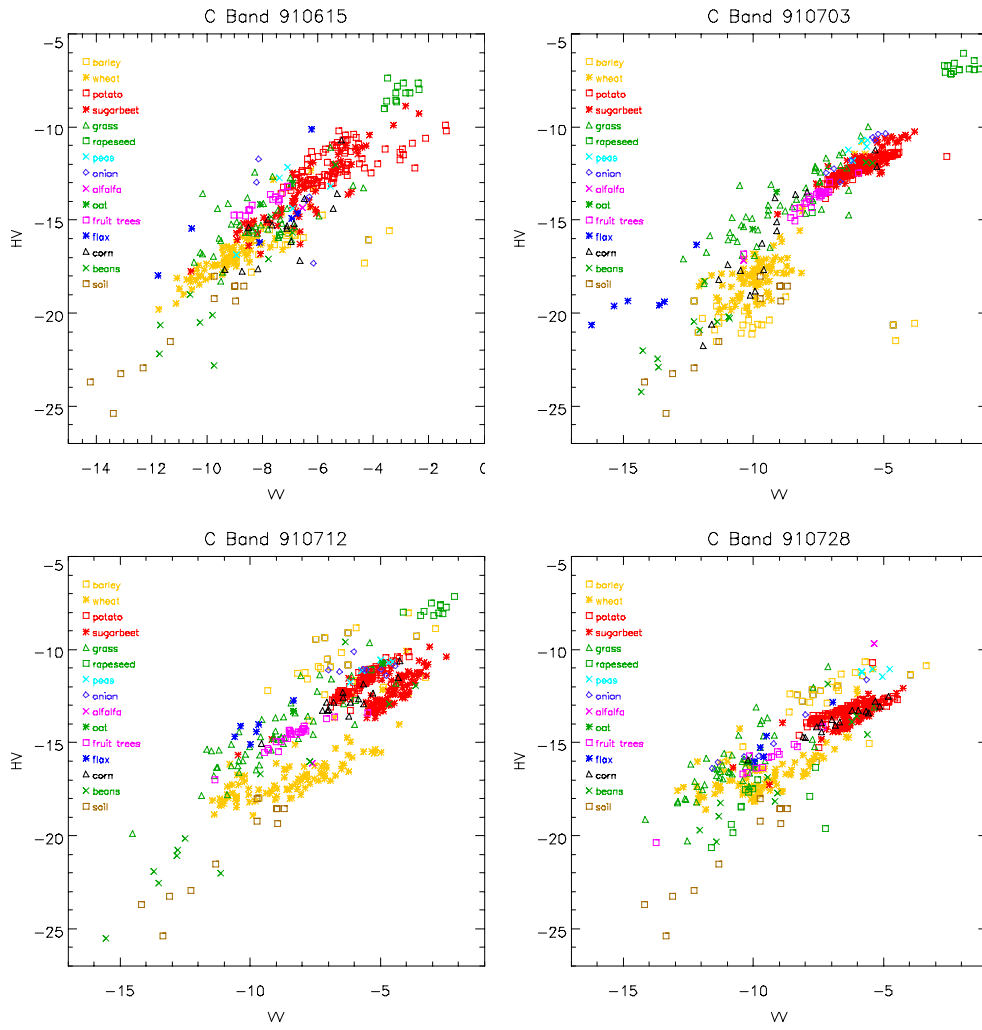 C Band 910615
-5
-10
-15
-20
-25
HV
barley
wheat
potato
sugarbeet
grass
rapeseed
peas
onion
alfalfa
oat
fruit trees
flax
corn
beans
soil
-14 -12 -10 -8 -6 -4 -2 0
VV
C Band 910703
-5
-10
-15
-20
-25
HV
barley
wheat
potato
sugarbeet
grass
rapeseed
peas
onion
alfalfa
oat
fruit trees
flax
corn
beans
soil
-15 -10 -5
VV
C Band 910712
-5
-10
-15
-20
-25
HV
barley
wheat
potato
sugarbeet
grass
rapeseed
peas
onion
alfalfa
oat
fruit trees
flax
corn
beans
soil
-15 -10 -5
VV
C Band 910728
-5
-10
-15
-20
-25
HV
barley
wheat
potato
sugarbeet
grass
rapeseed
peas
onion
alfalfa
oat
fruit trees
flax
corn
beans
soil
-15 -10 -5
VV